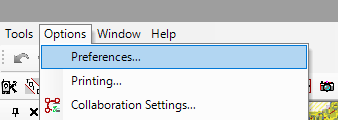 Tools Options Window Help
Preferences...
Printing...
Collaboration Settings...